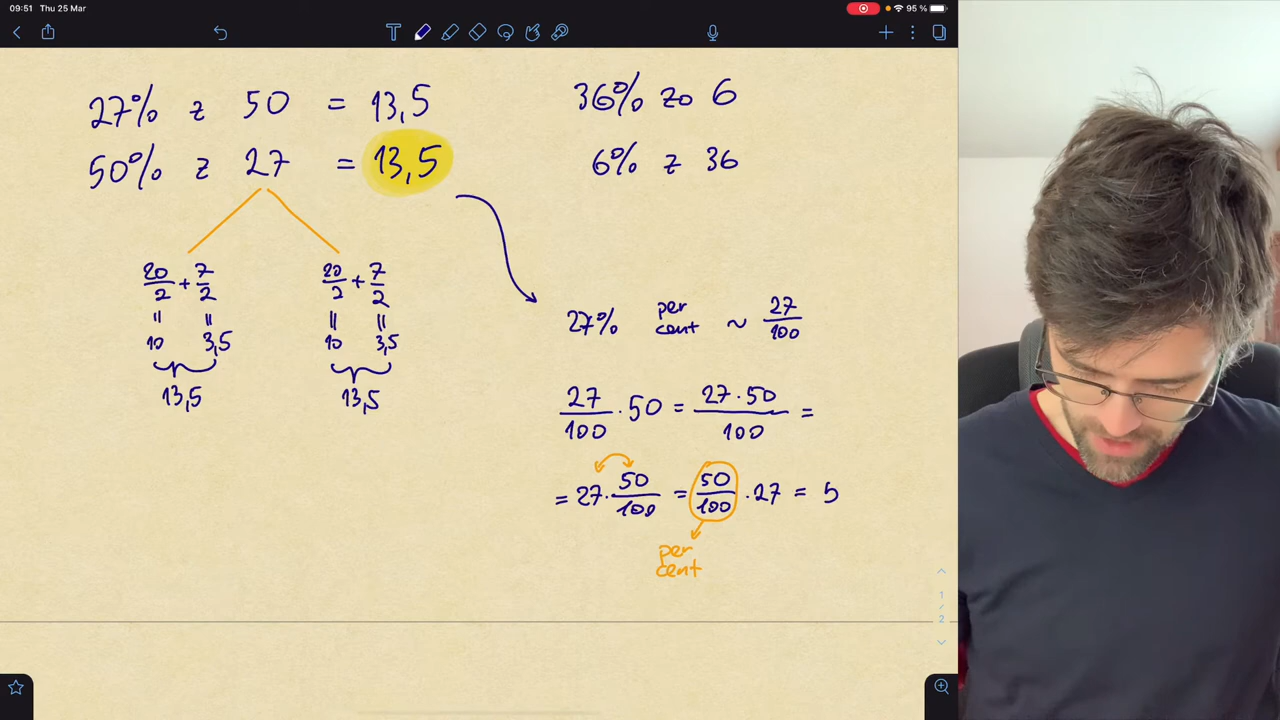 09:51 Thu 25 Mar
95 %
27% z 50 = 13,5
50% z 27 = 13,5
20/2 + 7/2
= =
10 3,5
13,5
20/2 + 7/2
= =
10 3,5
13,5
36% zo 6
6% z 36
27% per cent ~ 27/100
27/100 · 50 = 27 · 50/100 =
= 27 · 50/100 = 50/100 · 27 = 5
per
cent
1
/
2